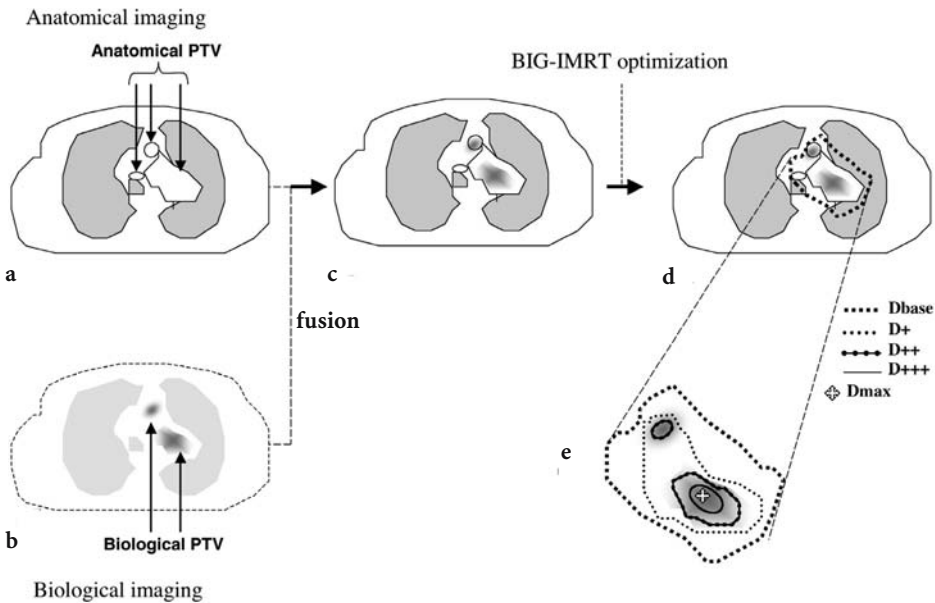 Anatomical imaging
Anatomical PTV
BIG-IMRT optimization
a
c
d
fusion
Dbase
D+
D++
D+++
Dmax
e
b
Biological PTV
Biological imaging